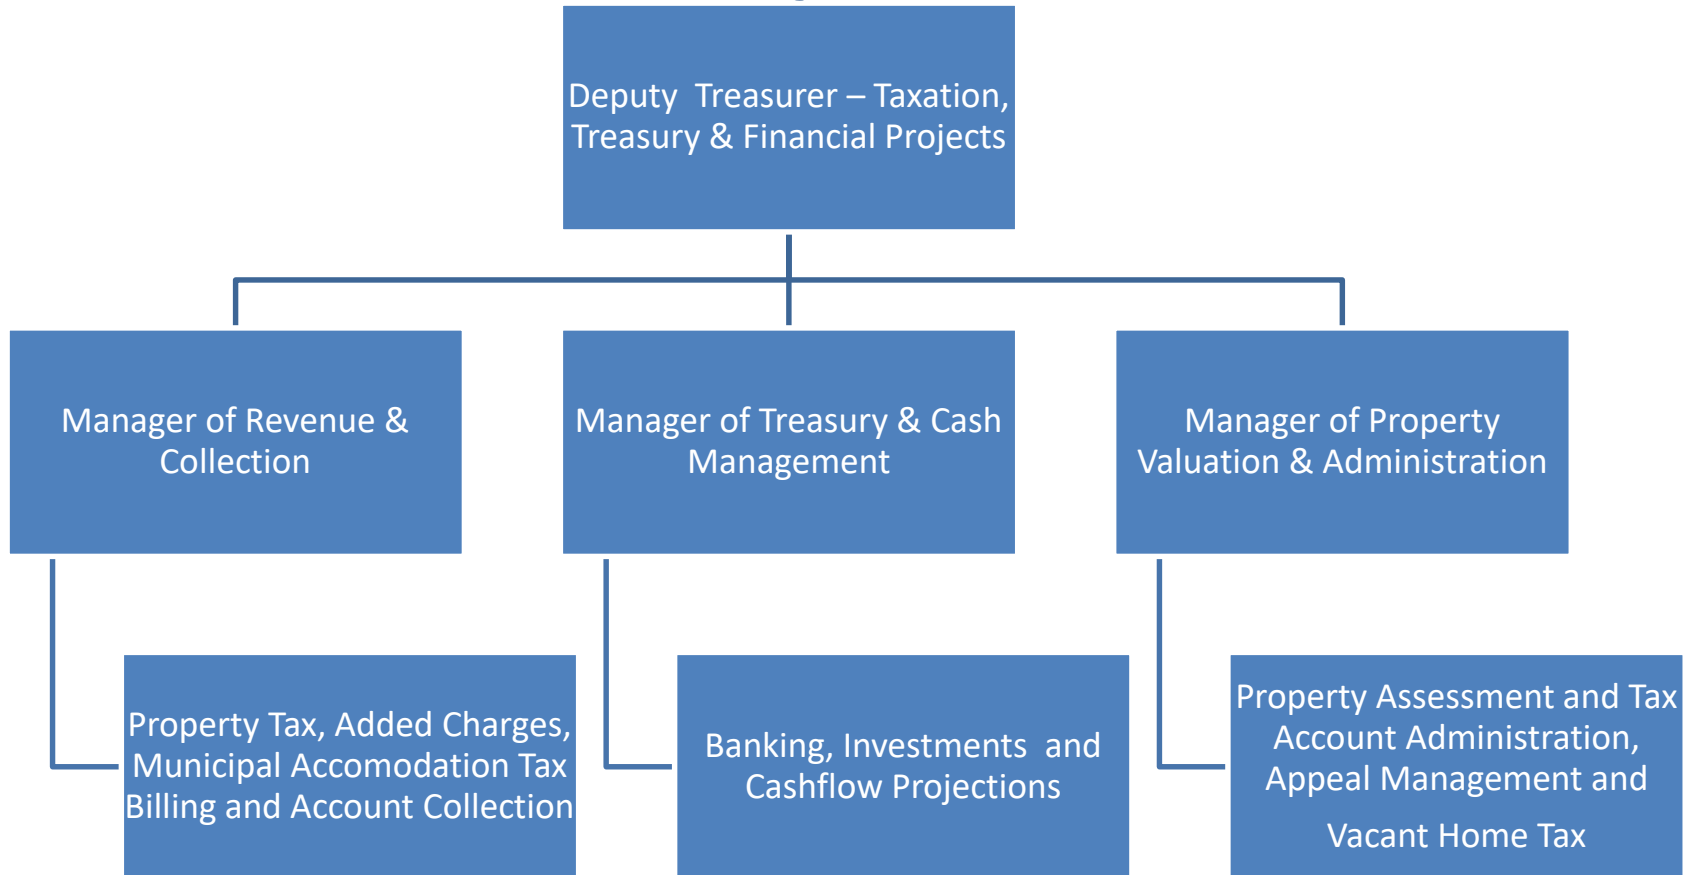 Deputy  Treasurer – Taxation,
Treasury & Financial Projects
Manager of Revenue &
Collection
Manager of Treasury & Cash
Management
Manager of Property
Valuation & Administration
Property Tax, Added Charges,
Municipal Accomodation Tax
Billing and Account Collection
Banking, Investments  and
Cashflow Projections
Property Assessment and Tax
Account Administration,
Appeal Management and
Vacant Home Tax